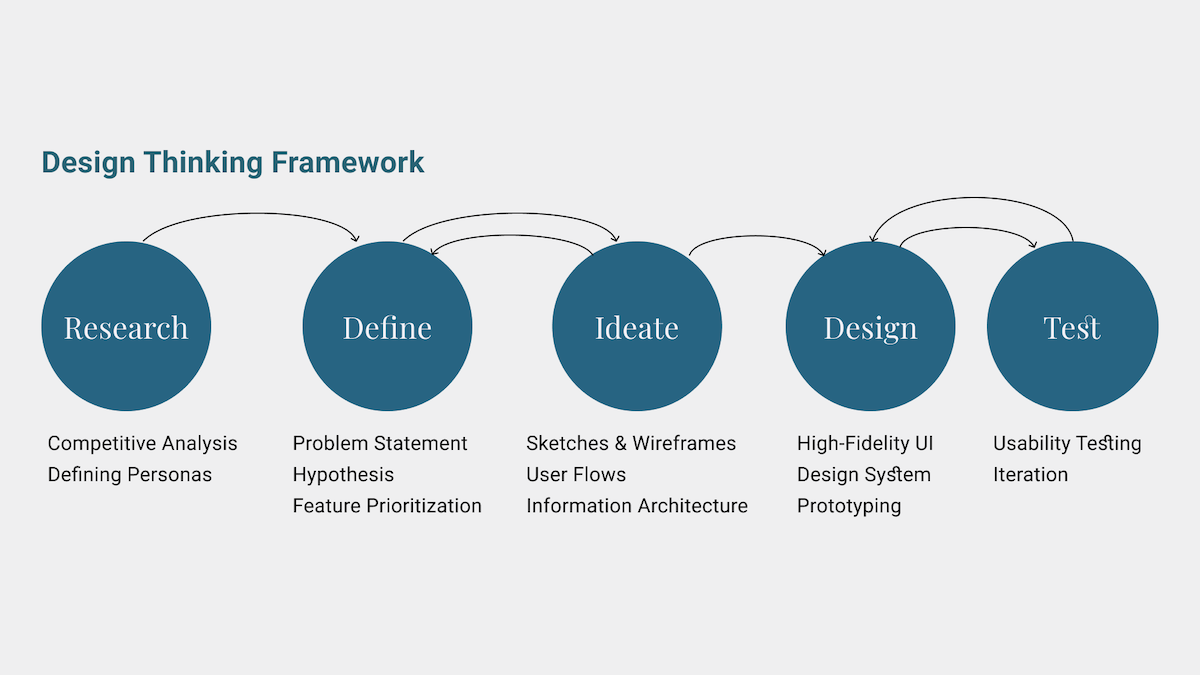 Design Thinking Framework
Research
Define
Ideate
Design
Test
Competitive Analysis
Defining Personas
Problem Statement
Hypothesis
Feature Prioritization
Sketches & Wireframes
User Flows
Information Architecture
High-Fidelity UI
Design System
Prototyping
Usability Testing
Iteration